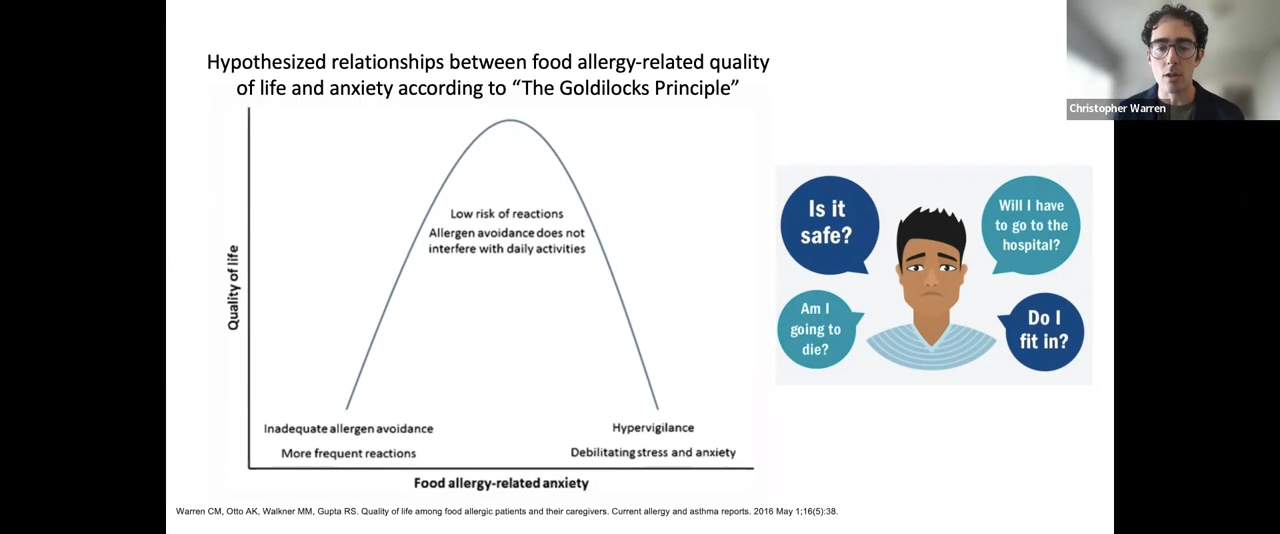 Hypothesized relationships between food allergy-related quality
of life and anxiety according to “The Goldilocks Principle”
Christopher Warren
Quality of life
Low risk of reactions
Allergen avoidance does not
interfere with daily activities
Inadequate allergen avoidance
More frequent reactions
Hypervigilance
Debilitating stress and anxiety
Food allergy-related anxiety
Is it
safe?
Will I have
to go to the
hospital?
Am I
going to
die?
Do I
fit in?
Warren CM, Otto AK, Walkner MM, Gupta RS. Quality of life among food allergic patients and their caregivers. Current allergy and asthma reports. 2016 May 1;16(5):38.